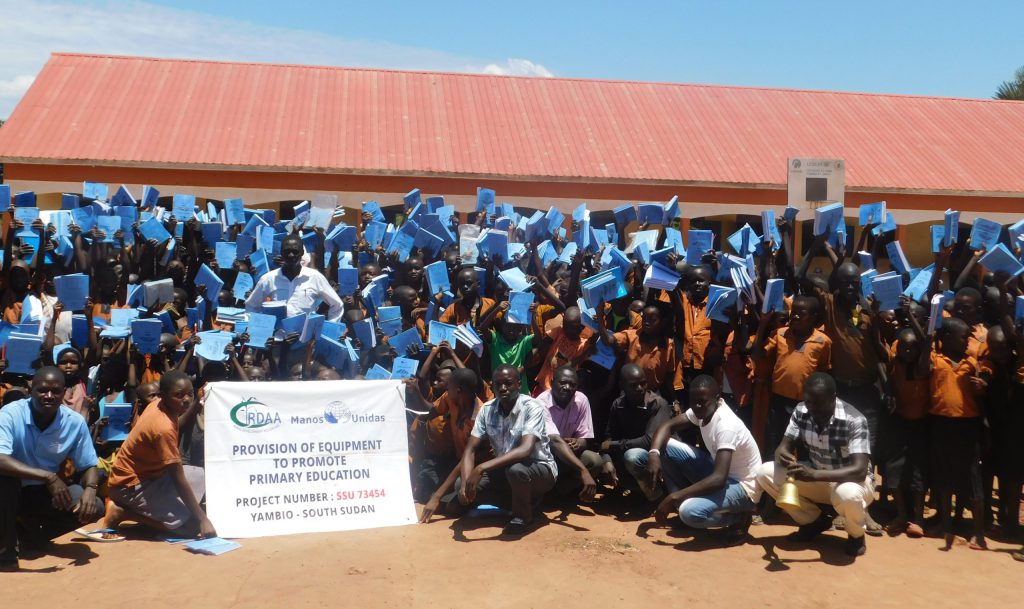 CRDAA Manos Unidas
PROVISION OF EQUIPMENT
TO PROMOTE
PRIMARY EDUCATION
PROJECT NUMBER : SSU 73454
YAMBIO - SOUTH SUDAN